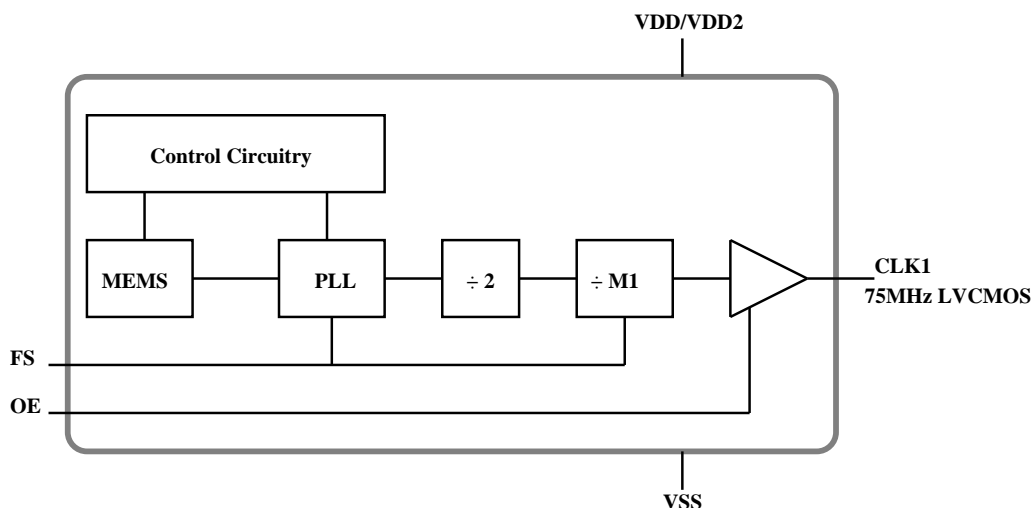 VDD/VDD2
Control Circuitry
MEMS
PLL
÷ 2
÷ M1
CLK1
75MHz LVCMOS
FS
OE
VSS